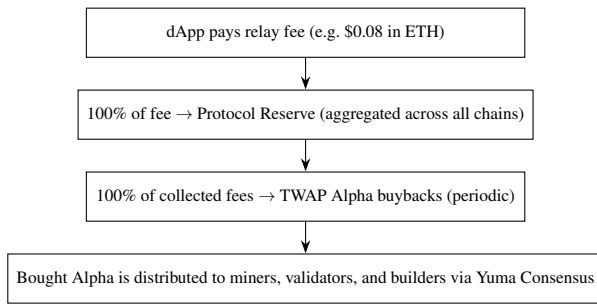 dApp pays relay fee (e.g. $0.08 in ETH)
100% of fee → Protocol Reserve (aggregated across all chains)
100% of collected fees → TWAP Alpha buybacks (periodic)
Bought Alpha is distributed to miners, validators, and builders via Yuma Consensus